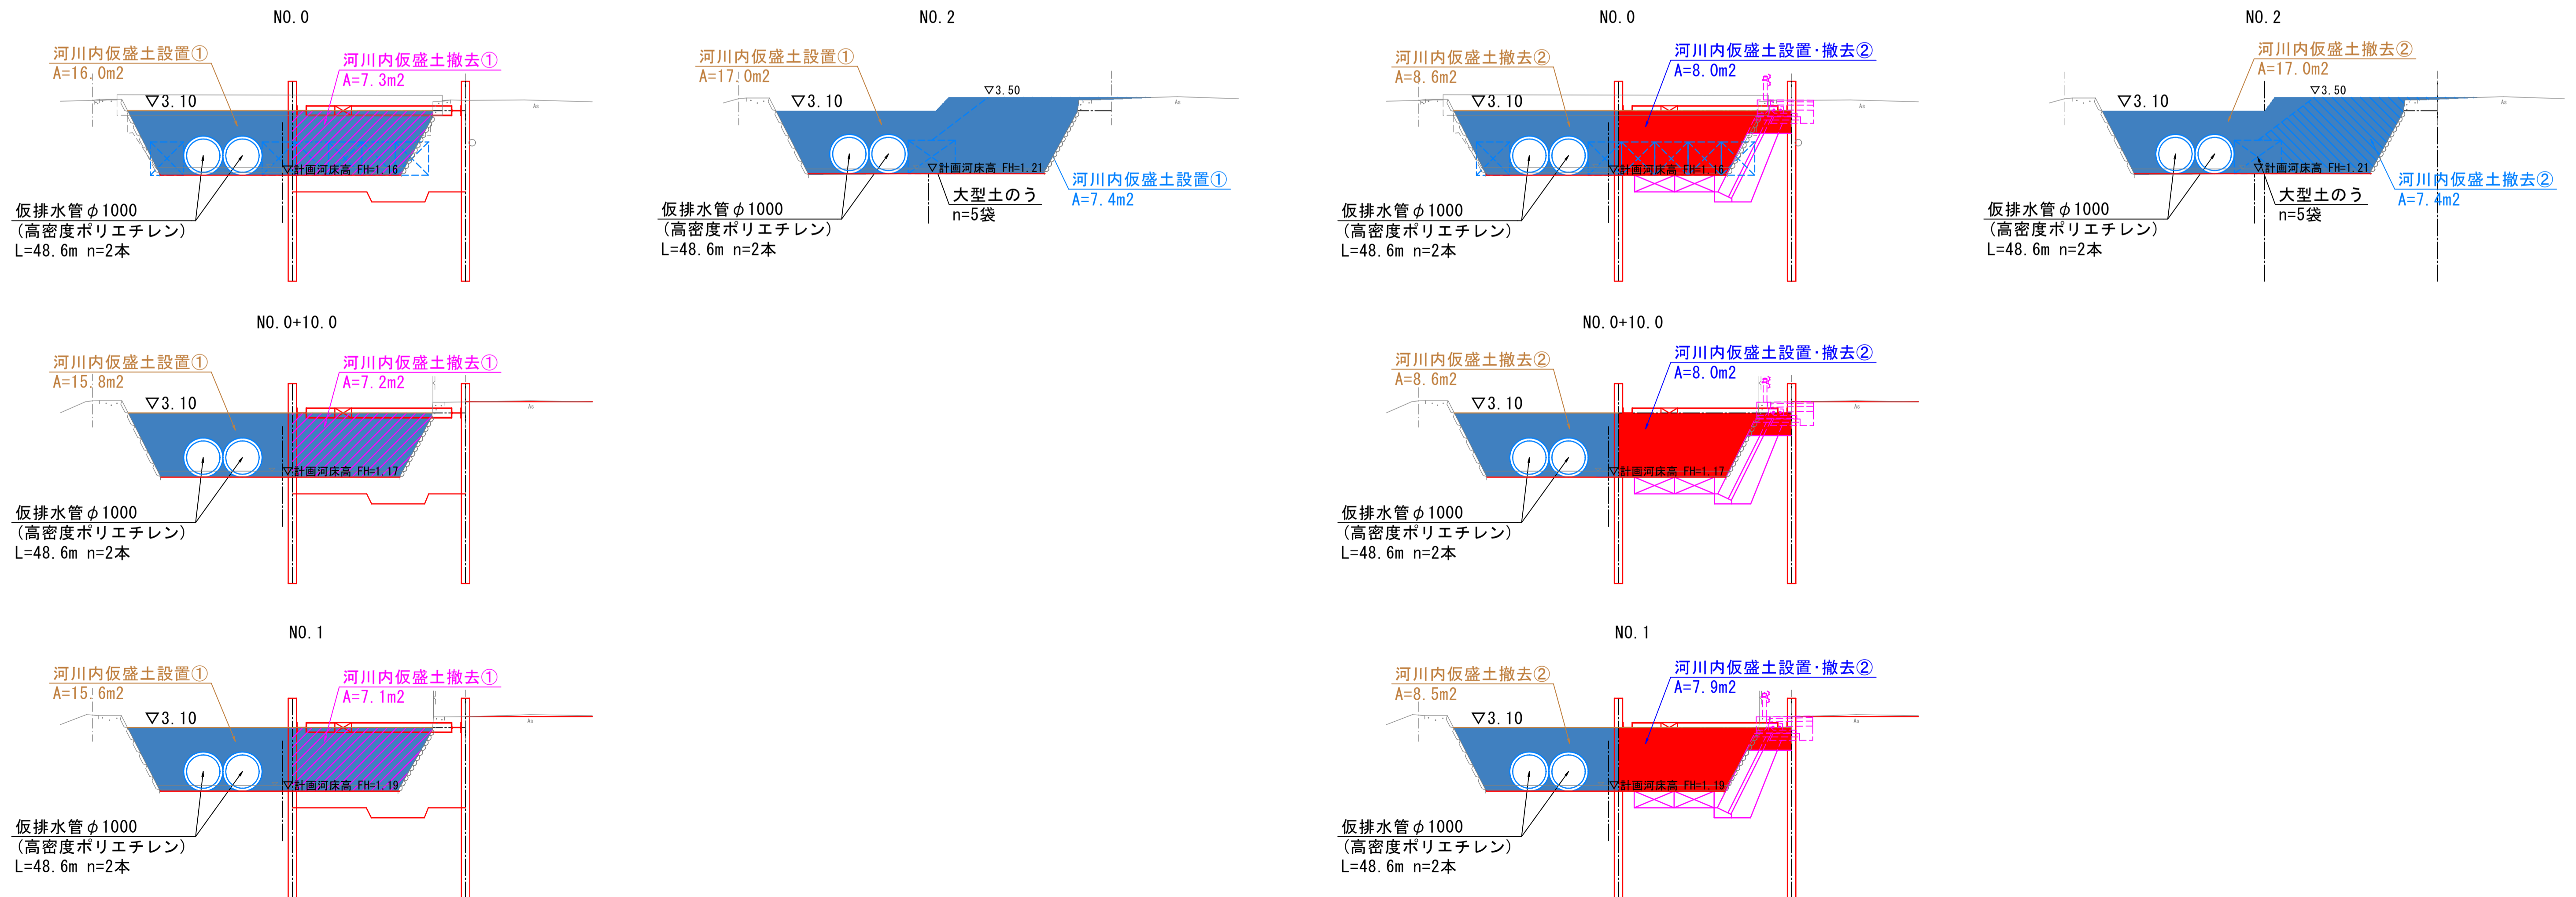 NO.0
河川内仮盛土設置①
A=16.0m2
河川内仮盛土撤去①
A=7.3m2
▽3.10
As
▽計画河床高 FH=1.16
仮排水管φ1000
(高密度ポリエチレン)
L=48.6m n=2本
NO.2
河川内仮盛土設置①
A=17.0m2
▽3.10
▽3.50
As
▽計画河床高 FH=1.21
大型土のう
n=5袋
河川内仮盛土設置①
A=7.4m2
仮排水管φ1000
(高密度ポリエチレン)
L=48.6m n=2本
NO.0
河川内仮盛土撤去②
A=8.6m2
河川内仮盛土設置・撤去②
A=8.0m2
▽3.10
As
▽計画河床高 FH=1.16
仮排水管φ1000
(高密度ポリエチレン)
L=48.6m n=2本
NO.2
河川内仮盛土撤去②
A=17.0m2
▽3.10
▽3.50
As
▽計画河床高 FH=1.21
大型土のう
n=5袋
河川内仮盛土撤去②
A=7.4m2
仮排水管φ1000
(高密度ポリエチレン)
L=48.6m n=2本
NO.0+10.0
河川内仮盛土設置①
A=15.8m2
河川内仮盛土撤去①
A=7.2m2
▽3.10
As
▽計画河床高 FH=1.17
仮排水管φ1000
(高密度ポリエチレン)
L=48.6m n=2本
NO.0+10.0
河川内仮盛土撤去②
A=8.6m2
河川内仮盛土設置・撤去②
A=8.0m2
▽3.10
As
▽計画河床高 FH=1.17
仮排水管φ1000
(高密度ポリエチレン)
L=48.6m n=2本
NO.1
河川内仮盛土設置①
A=15.6m2
河川内仮盛土撤去①
A=7.1m2
▽3.10
As
▽計画河床高 FH=1.19
仮排水管φ1000
(高密度ポリエチレン)
L=48.6m n=2本
NO.1
河川内仮盛土撤去②
A=8.5m2
河川内仮盛土設置・撤去②
A=7.9m2
▽3.10
As
▽計画河床高 FH=1.19
仮排水管φ1000
(高密度ポリエチレン)
L=48.6m n=2本